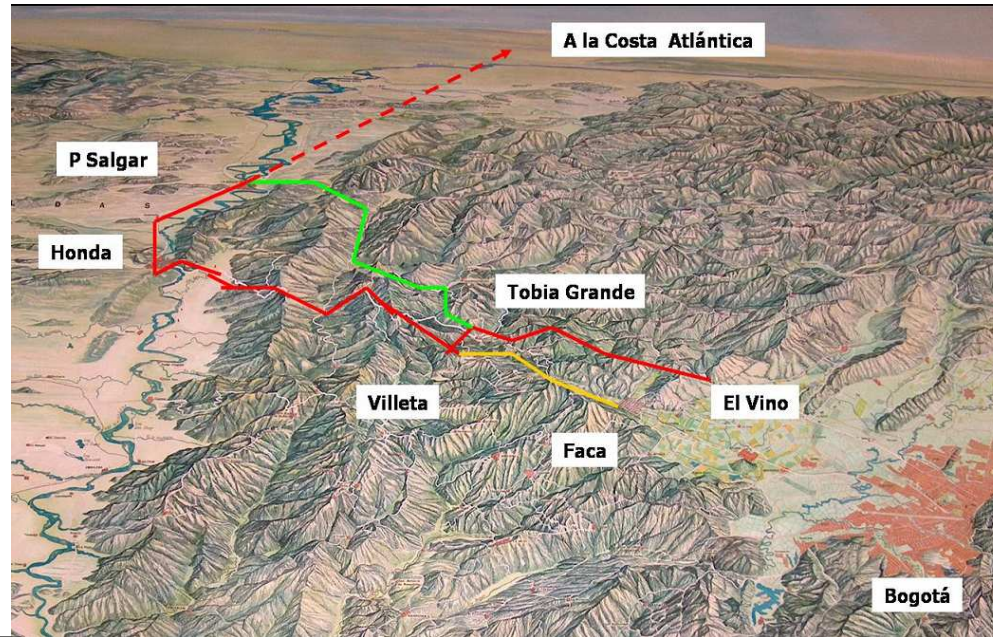 A la Costa Atlántica
P Salgar
L D A S
Honda
Tobia Grande
Villeta
El Vino
Faca
Bogotá